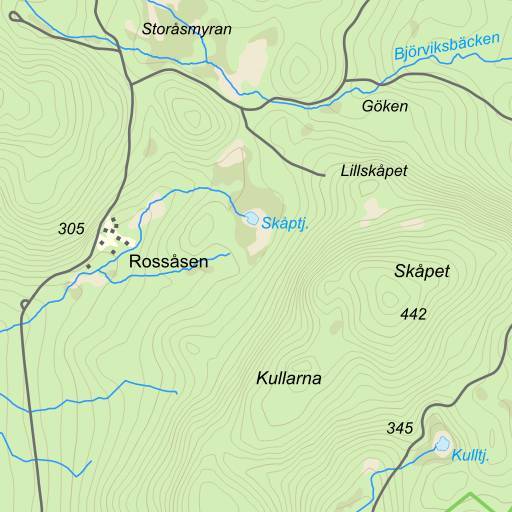 Storåsmyran
Björviksbäcken
Göken
Lillskåpet
305
Skåptj.
Rossåsen
Skåpet
442
Kullarna
345
Kulltj.